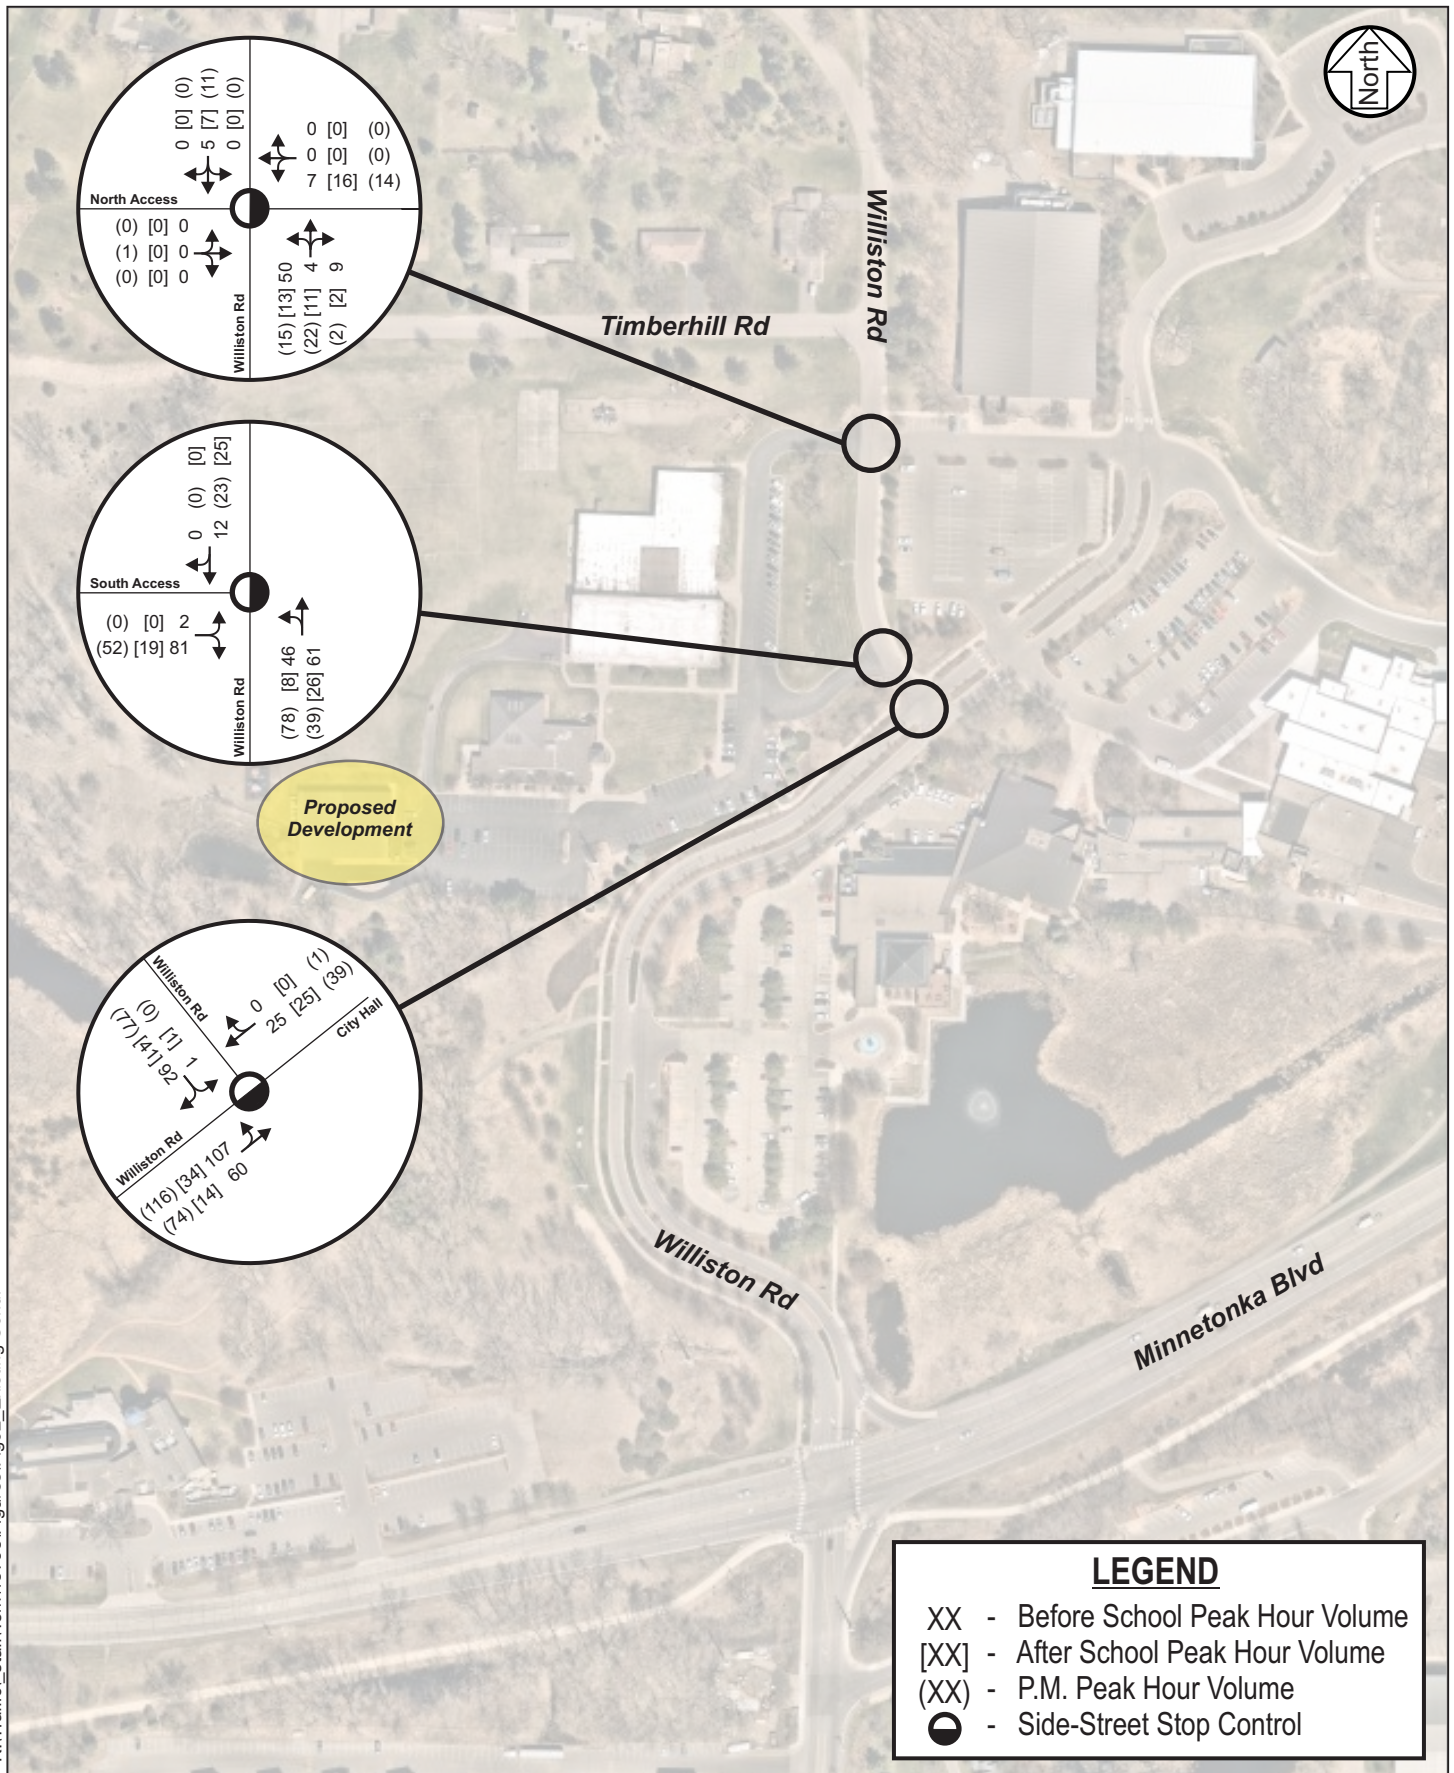 North
0 [0] (0)
5 [7] (11)
0 [0] (0)
0 [0] (0)
0 [0] (0)
7 [16] (14)
North Access
(0) [0] 0
(1) [0] 0
(0) [0] 0
Williston Rd
(15) [13] 50
(22) [11] 4
(2) [2] 9
Timberhill Rd
Williston Rd
0 (0) [0]
12 (23) [25]
South Access
(0) [0] 2
(52) [19] 81
Williston Rd
(78) [8] 46
(39) [26] 61
Proposed
Development
Williston Rd
0 [0] (1)
25 [25] (39)
City Hall
(0) [1] 1
(77) [41] 92
Williston Rd
(116) [34] 107
(74) [14] 60
Williston Rd
Minnetonka Blvd
LEGEND
XX - Before School Peak Hour Volume
[XX] - After School Peak Hour Volume
(XX) - P.M. Peak Hour Volume
- Side-Street Stop Control